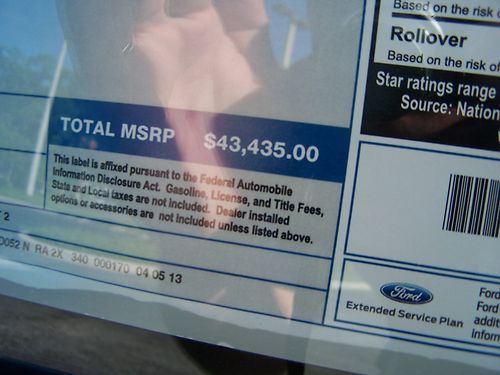 Based on the risk
Rollover
Based on the risk of
Star ratings range
Source: Nation
TOTAL MSRP $43,435.00
This label is affixed pursuant to the Federal Automobile
Information Disclosure Act. Gasoline, License, and Title Fees,
State and Local taxes are not included. Dealer installed
options or accessories are not included unless listed above.
2
0052 N RA 2X 340 000170 04 05 13
Ford
Extended Service Plan
Ford
Ford
addit
inform